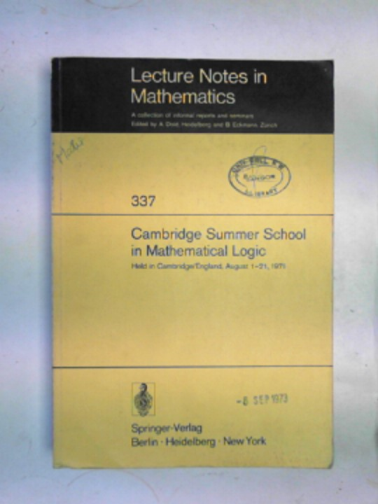 Lecture Notes in
Mathematics
A collection of informal reports and seminars
Edited by A. Dold, Heidelberg and B. Eckmann, Zürich
337
Cambridge Summer School
in Mathematical Logic
Held in Cambridge/England, August 1–21, 1971
LIBRARY
-6 SEP 1973
Springer-Verlag
Berlin · Heidelberg · New York